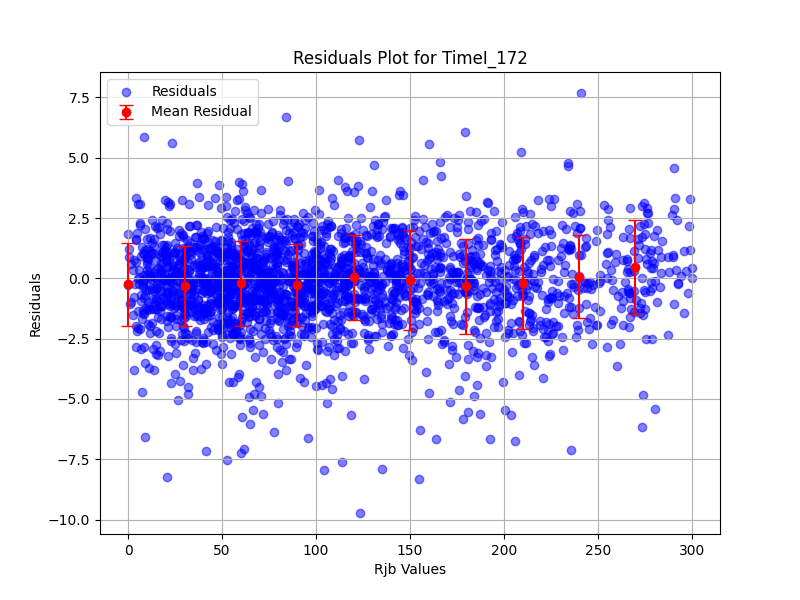 Residuals Plot for TimeI_172
Residuals
Mean Residual
7.5
5.0
2.5
0.0
−2.5
−5.0
−7.5
−10.0
Residuals
0 50 100 150 200 250 300
Rjb Values